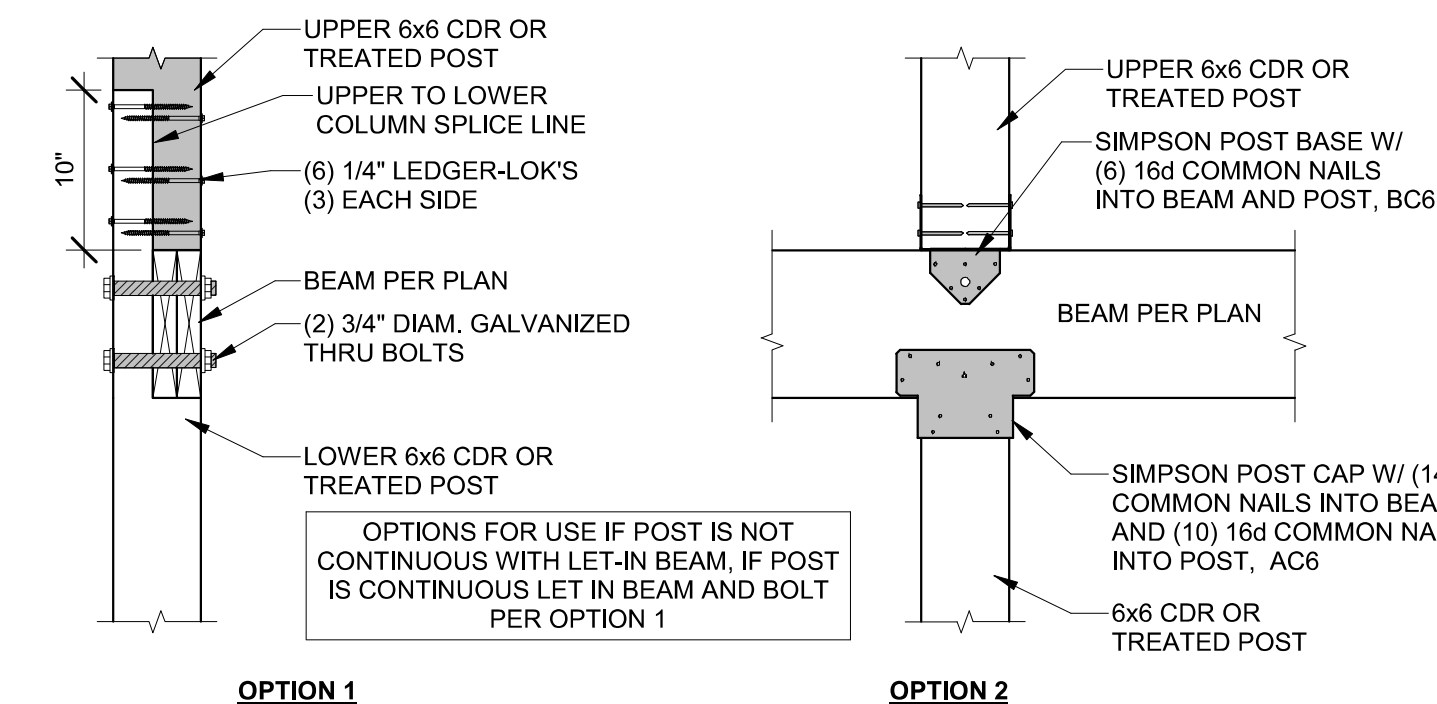 UPPER 6x6 CDR OR
TREATED POST
UPPER TO LOWER
COLUMN SPLICE LINE
10"
(6) 1/4" LEDGER-LOK'S
(3) EACH SIDE
BEAM PER PLAN
(2) 3/4" DIAM. GALVANIZED
THRU BOLTS
LOWER 6x6 CDR OR
TREATED POST
OPTIONS FOR USE IF POST IS NOT
CONTINUOUS WITH LET-IN BEAM, IF POST
IS CONTINUOUS LET IN BEAM AND BOLT
PER OPTION 1
OPTION 1
UPPER 6x6 CDR OR
TREATED POST
SIMPSON POST BASE W/
(6) 16d COMMON NAILS
INTO BEAM AND POST, BC6
BEAM PER PLAN
SIMPSON POST CAP W/
COMMON NAILS INTO
AND (10) 16d COMMON
INTO POST, AC6
6x6 CDR OR
TREATED POST
OPTION 2